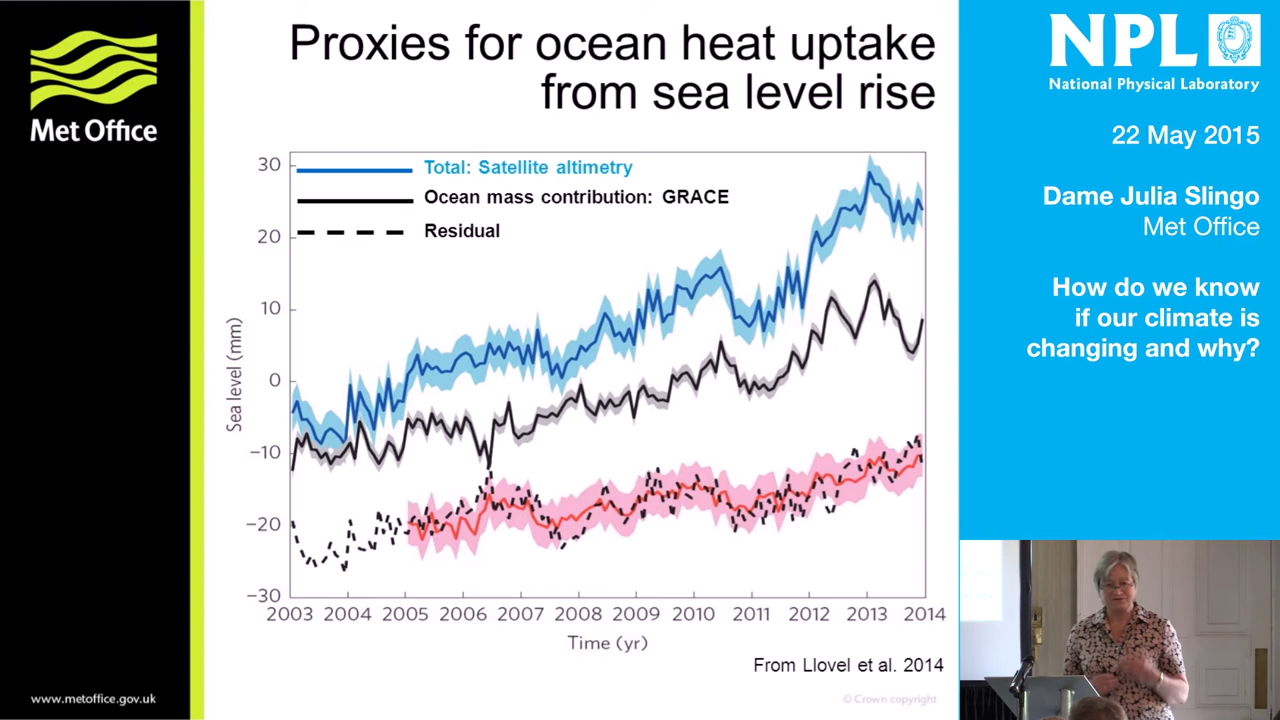 Proxies for ocean heat uptake
from sea level rise
Met Office
Total: Satellite altimetry
Ocean mass contribution: GRACE
Residual
30
20
10
0
−10
−20
−30
Sea level (mm)
2003 2004 2005 2006 2007 2008 2009 2010 2011 2012 2013 2014
Time (yr)
From Llovel et al. 2014
www.metoffice.gov.uk
© Crown copyright
NPL
National Physical Laboratory
22 May 2015
Dame Julia Slingo
Met Office
How do we know
if our climate is
changing and why?